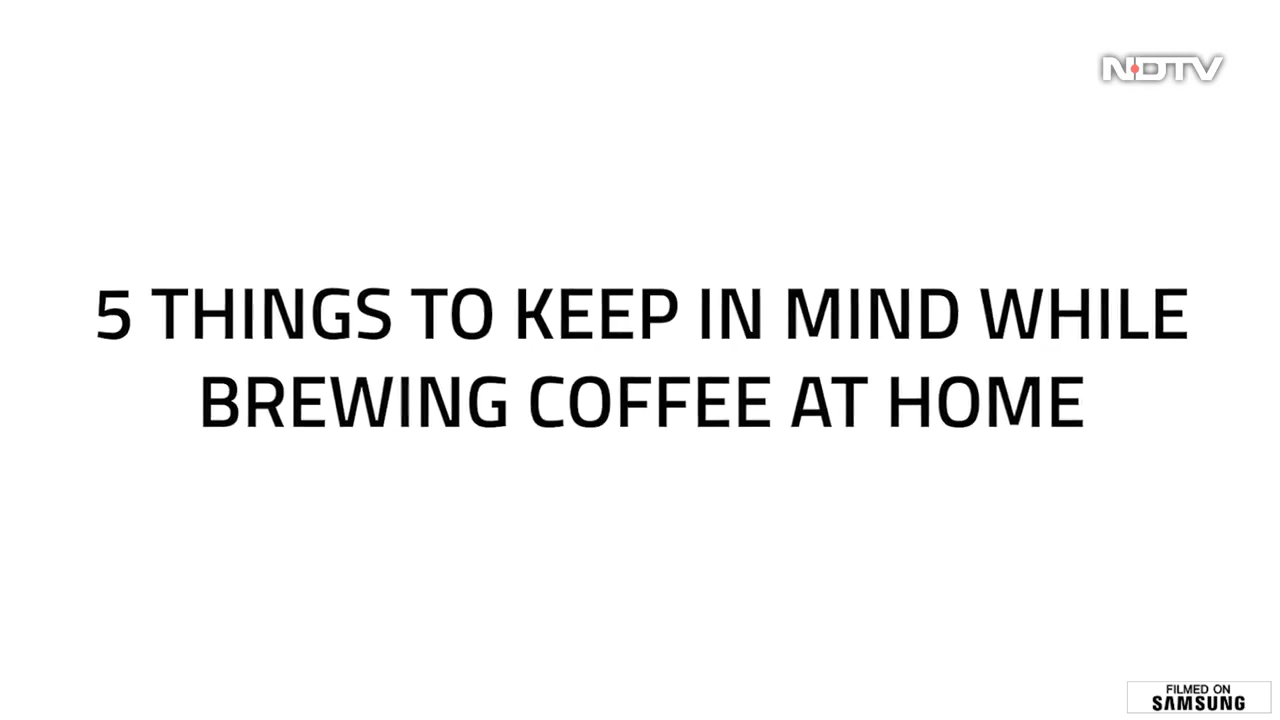 NDTV
5 THINGS TO KEEP IN MIND WHILE
BREWING COFFEE AT HOME
FILMED ON
SAMSUNG